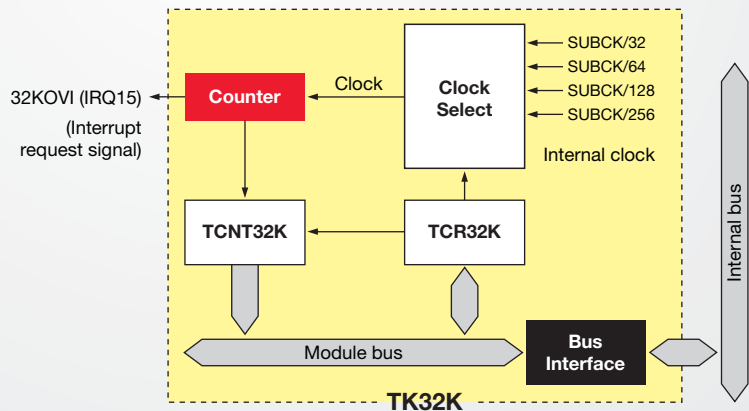 32KOVI (IRQ15)
(Interrupt
request signal)
Counter
Clock
Clock
Select
SUBCK/32
SUBCK/64
SUBCK/128
SUBCK/256
Internal clock
TCNT32K
TCR32K
Module bus
Bus
Interface
TK32K
Internal bus